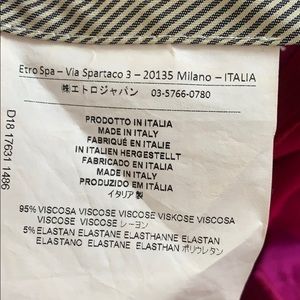 Etro Spa – Via Spartaco 3 – 20135 Milano – ITALIA
㈱エトロジャパン 03-5766-0780
PRODOTTO IN ITALIA
MADE IN ITALY
FABRIQUÉ EN ITALIE
IN ITALIEN HERGESTELLT
FABRICADO EN ITALIA
MADE IN ITALY
PRODUZIDO EM ITÁLIA
イタリア製
95% VISCOSA VISCOSE VISCOSE VISKOSE VISCOSA
VISCOSE VISCOSE レーヨン
5% ELASTAN ELASTANE ELASTHANNE ELASTAN
ELASTANO ELASTANE ELASTHAN ポリウレタン
D18 17631 1486